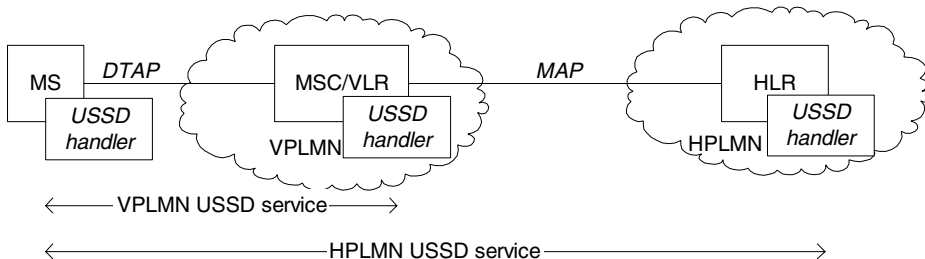 MS
DTAP
MSC/VLR
MAP
HLR
USSD
handler
USSD
handler
USSD
handler
VPLMN
HPLMN
VPLMN USSD service
HPLMN USSD service